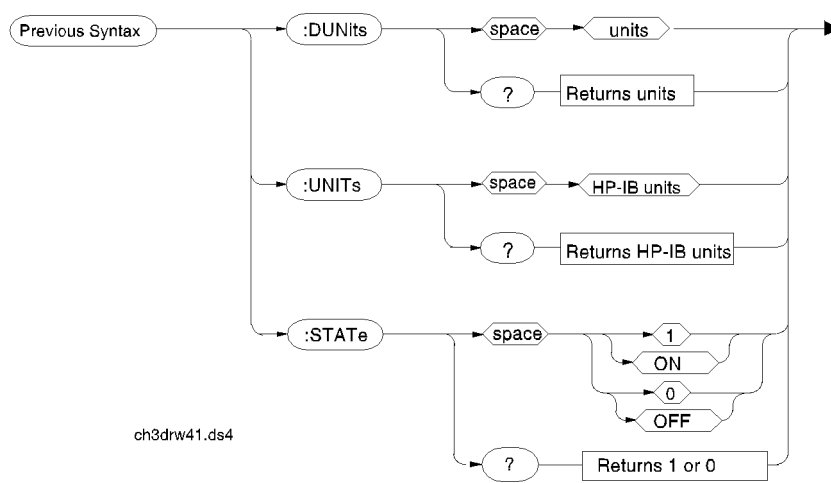 Previous Syntax
:DUNits
space
units
?
Returns units
:UNITs
space
HP-IB units
?
Returns HP-IB units
:STATe
space
1
ON
0
OFF
?
Returns 1 or 0
ch3drw41.ds4